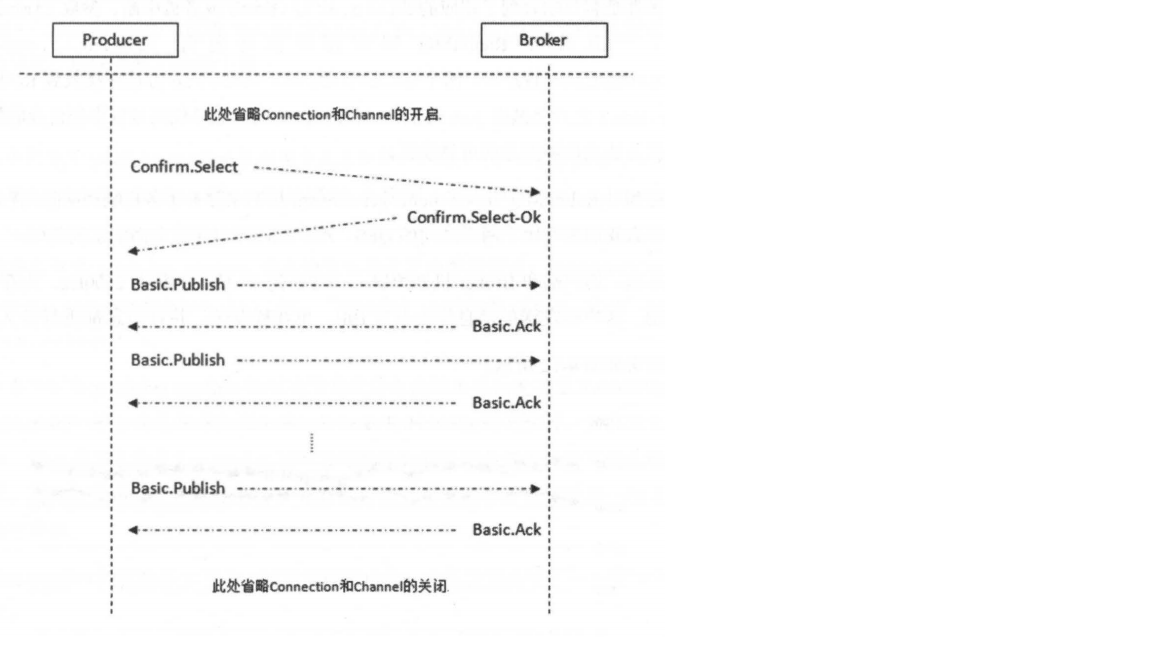 Producer
Broker
此处省略Connection和Channel的开启.
Confirm.Select
Confirm.Select-Ok
Basic.Publish
Basic.Ack
Basic.Publish
Basic.Ack
Basic.Publish
Basic.Ack
此处省略Connection和Channel的关闭.